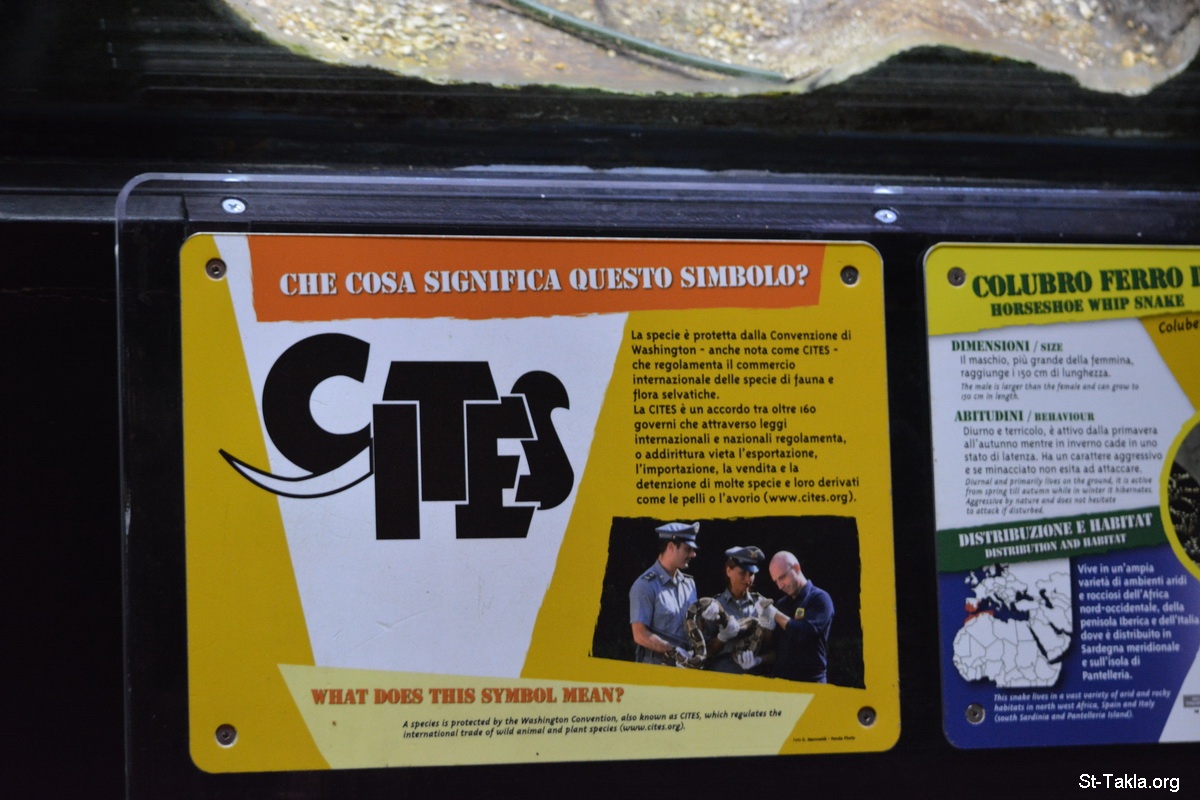 CHE COSA SIGNIFICA QUESTO SIMBOLO?
CITES
La specie è protetta dalla Convenzione di
Washington - anche nota come CITES -
che regolamenta il commercio
internazionale delle specie di fauna e
flora selvatiche.
La CITES è un accordo tra oltre 160
governi che attraverso leggi
internazionali e nazionali regolamenta,
o addirittura vieta l'esportazione,
l'importazione, la vendita e la
detenzione di molte specie e loro derivati
come le pelli o l'avorio (www.cites.org).
WHAT DOES THIS SYMBOL MEAN?
A species is protected by the Washington Convention, also known as CITES, which regulates the
international trade of wild animal and plant species (www.cites.org).
COLUBRO FERRO
HORSESHOE WHIP SNAKE
Colube
DIMENSIONI / SIZE
Il maschio, più grande della femmina,
raggiunge i 150 cm di lunghezza.
The male is larger than the female and can grow to
150 cm in length.
ABITUDINI / BEHAVIOUR
Diurno e terricolo, è attivo dalla primavera
all'autunno mentre in inverno cade in uno
stato di latenza. Ha un carattere aggressivo
e se minacciato non esita ad attaccare.
Diurnal and primarily lives on the ground, it is active
from spring till autumn while in winter it hibernates.
Aggressive by nature and does not hesitate
to attack if disturbed.
DISTRIBUZIONE E HABITAT
DISTRIBUTION AND HABITAT
Vive in un'ampia
varietà di ambienti aridi
e rocciosi dell'Africa
nord-occidentale, della
penisola Iberica e dell'Italia
dove è distribuito in
Sardegna meridionale
e sull'isola di
Pantelleria.
This snake lives in a vast variety of arid and rocky
habitats in north west Africa, Spain and Italy
(south Sardinia and Pantelleria Island).
St-Takla.org